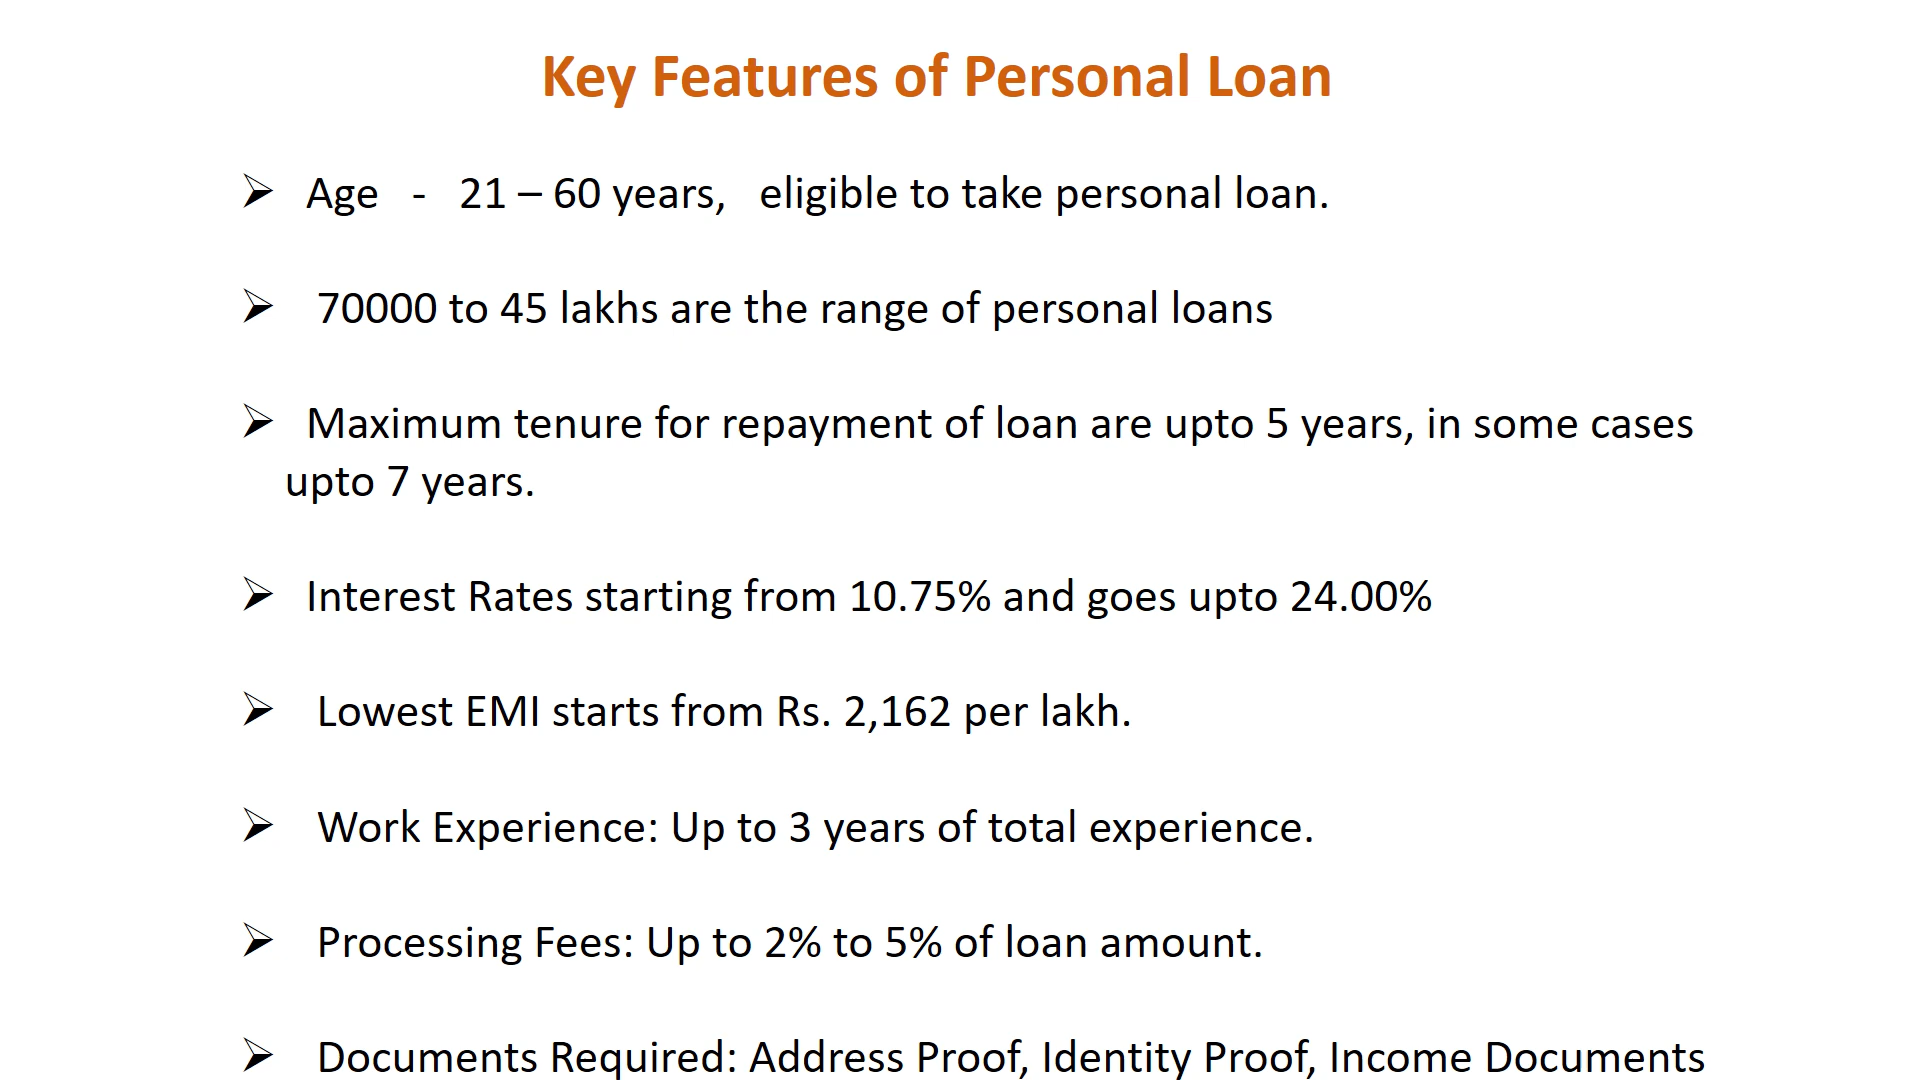 Key Features of Personal Loan
➢ Age - 21 – 60 years, eligible to take personal loan.
➢ 70000 to 45 lakhs are the range of personal loans
➢ Maximum tenure for repayment of loan are upto 5 years, in some cases
upto 7 years.
➢ Interest Rates starting from 10.75% and goes upto 24.00%
➢ Lowest EMI starts from Rs. 2,162 per lakh.
➢ Work Experience: Up to 3 years of total experience.
➢ Processing Fees: Up to 2% to 5% of loan amount.
➢ Documents Required: Address Proof, Identity Proof, Income Documents